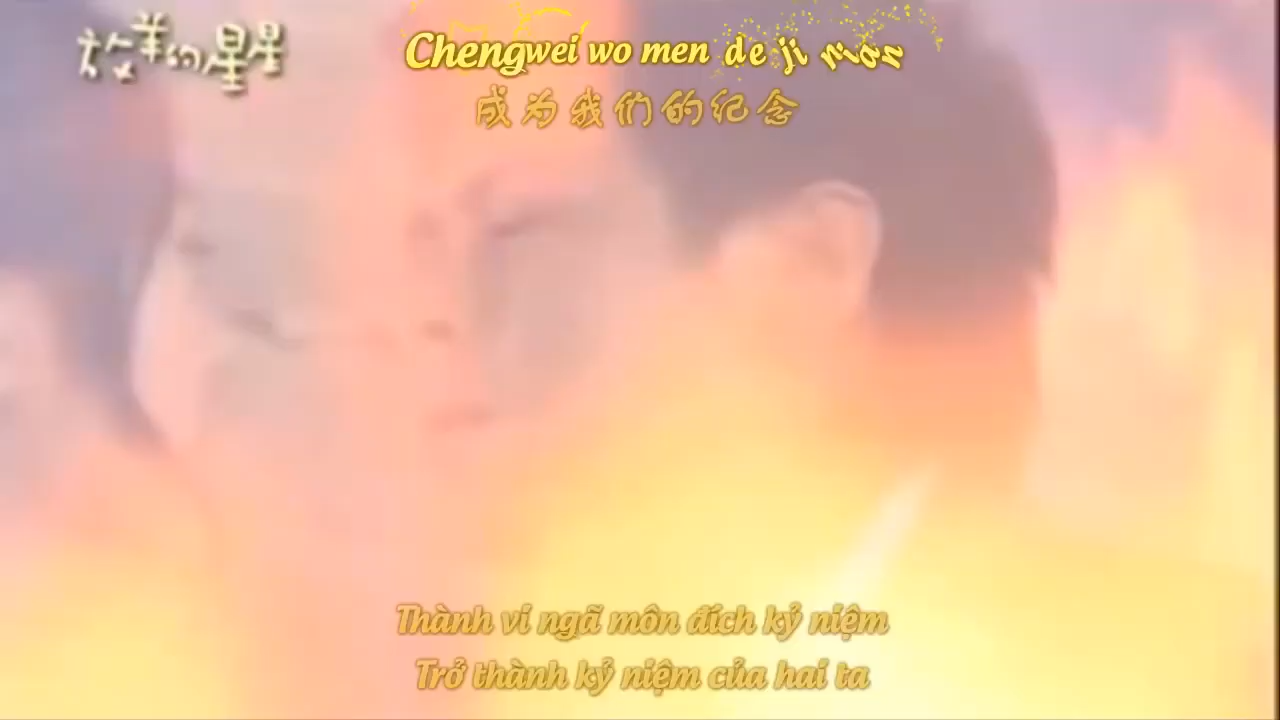 放羊的星星
Chengwei wo men de ji nian
成为我们的纪念
Thành vi ngã môn đích kỷ niệm
Trở thành kỷ niệm của hai ta